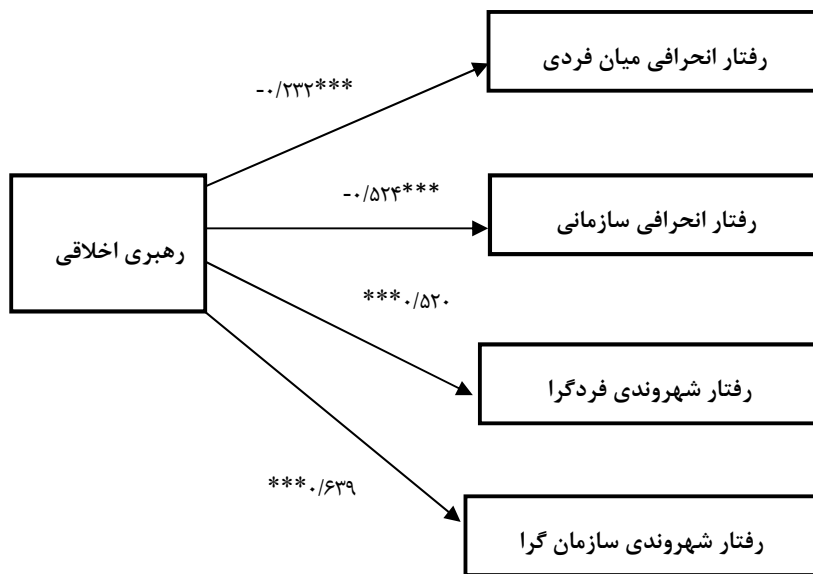 رفتار انحرافی میان فردی
-۰/۲۳۲***
رفتار انحرافی سازمانی
-۰/۵۲۴***
رهبری اخلاقی
***۰/۵۲۰
رفتار شهروندی فردگرا
***۰/۶۳۹
رفتار شهروندی سازمان گرا